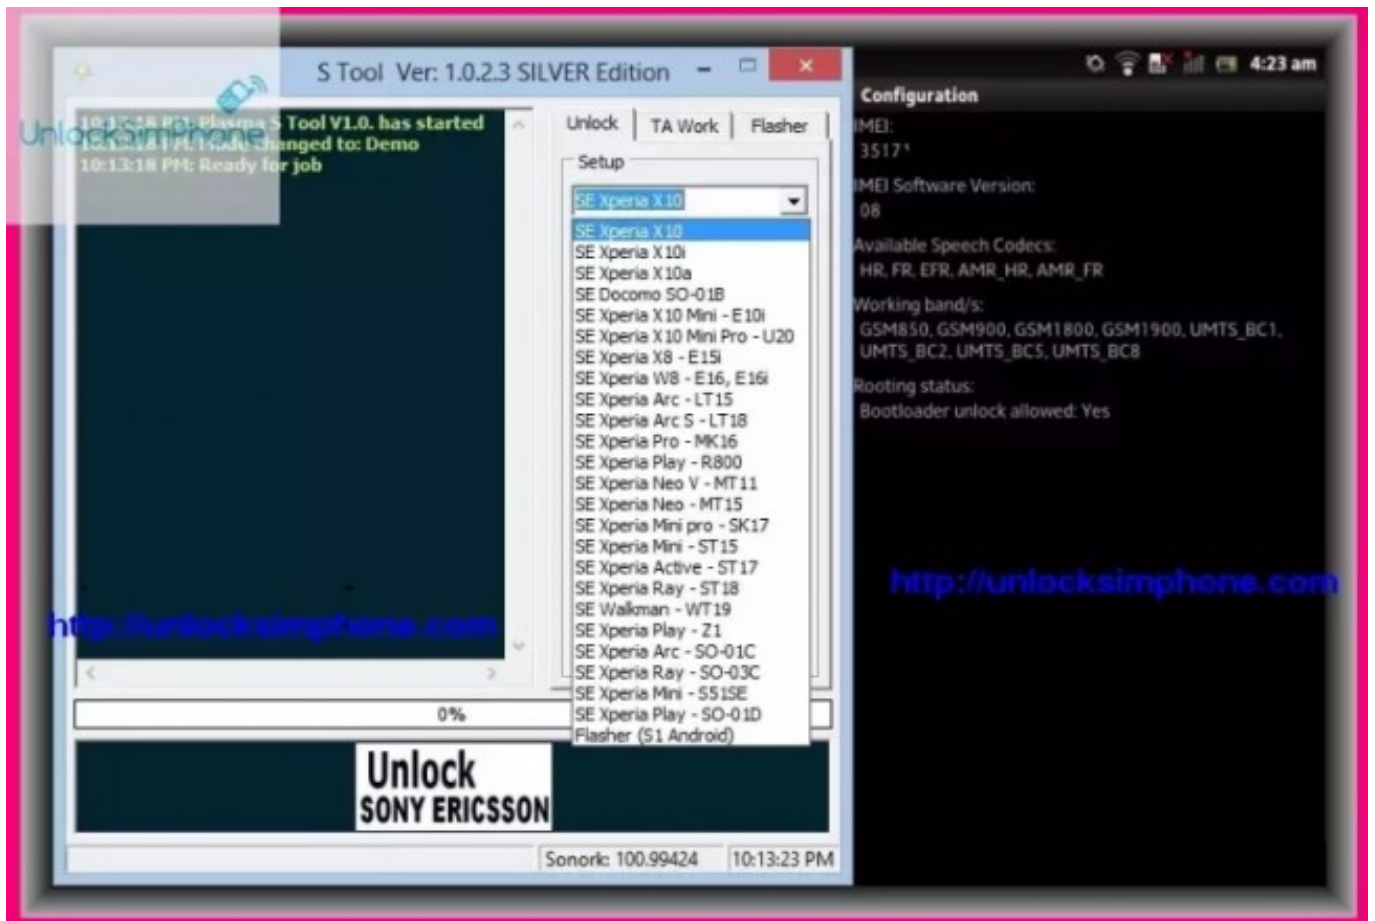 S Tool Ver: 1.0.2.3 SILVER Edition
UnlockSimPhone
10:13:18 PM: Plasma S Tool V1.0. has started
10:13:18 PM: Mode changed to: Demo
10:13:18 PM: Ready for job
Unlock
TA Work
Flasher
Setup
SE Xperia X10
SE Xperia X10
SE Xperia X10i
SE Xperia X10a
SE Docomo SO-01B
SE Xperia X10 Mini - E10i
SE Xperia X10 Mini Pro - U20
SE Xperia X8 - E15i
SE Xperia W8 - E16, E16i
SE Xperia Arc - LT15
SE Xperia Arc S - LT18
SE Xperia Pro - MK16
SE Xperia Play - R800
SE Xperia Neo V - MT11
SE Xperia Neo - MT15
SE Xperia Mini pro - SK17
SE Xperia Mini - ST15
SE Xperia Active - ST17
SE Xperia Ray - ST18
SE Walkman - WT19
SE Xperia Play - Z1
SE Xperia Arc - SO-01C
SE Xperia Ray - SO-03C
SE Xperia Mini - S51SE
SE Xperia Play - SO-01D
Flasher (S1 Android)
http://unlocksimphone.com
0%
Unlock
SONY ERICSSON
Sonork: 100.99424
10:13:23 PM
4:23 am
Configuration
IMEI:
3517*
IMEI Software Version:
08
Available Speech Codecs:
HR, FR, EFR, AMR_HR, AMR_FR
Working band/s:
GSM850, GSM900, GSM1800, GSM1900, UMTS_BC1,
UMTS_BC2, UMTS_BC5, UMTS_BC8
Rooting status:
Bootloader unlock allowed: Yes
http://unlocksimphone.com